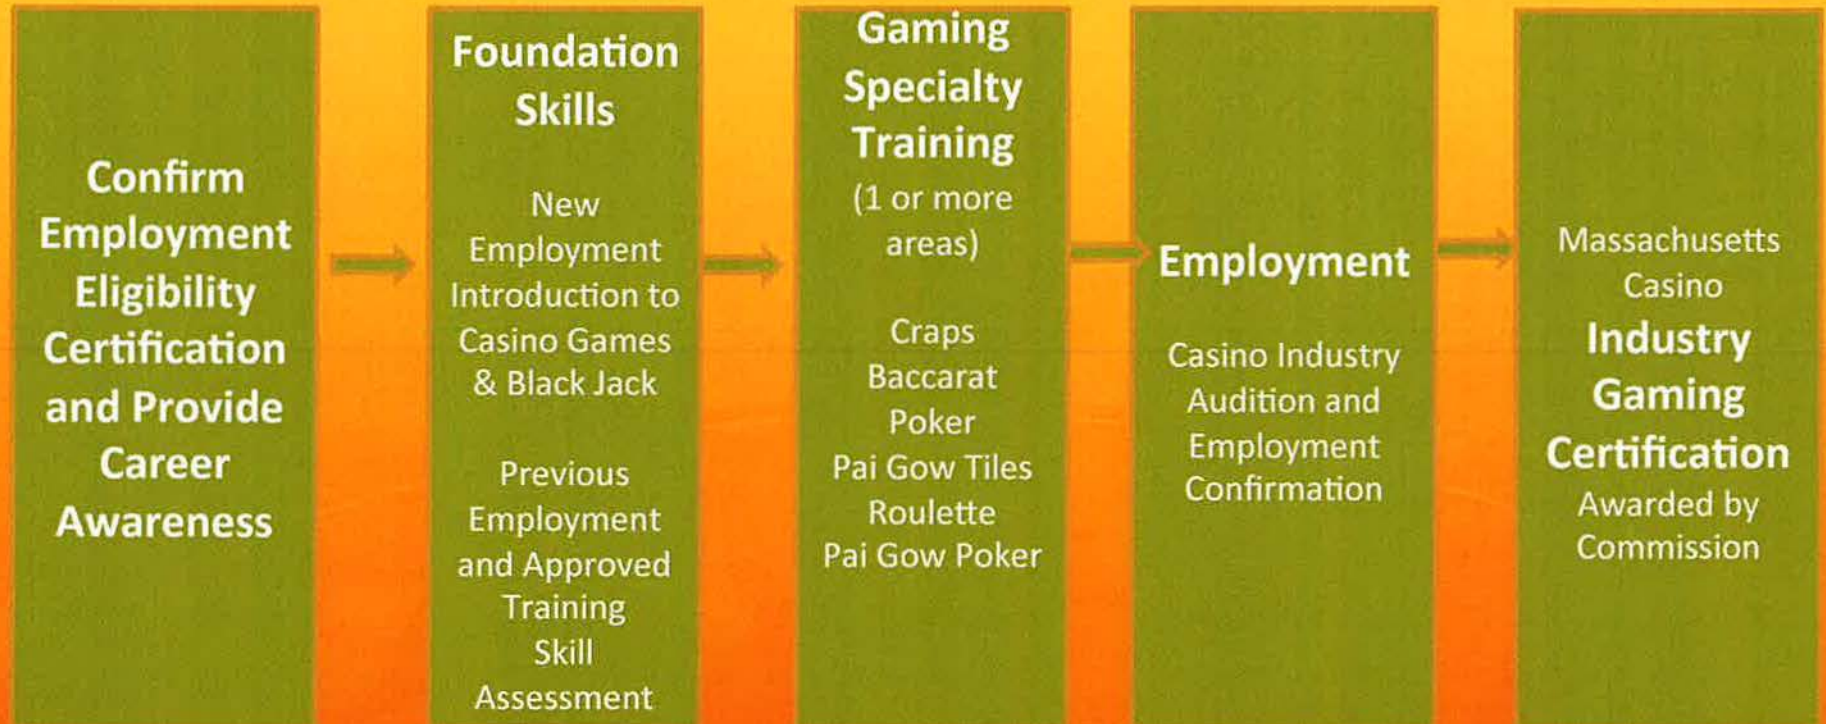 Confirm
Employment
Eligibility
Certification
and Provide
Career
Awareness
Foundation
Skills
New
Employment
Introduction to
Casino Games
& Black Jack
Previous
Employment
and Approved
Training
Skill
Assessment
Gaming
Specialty
Training
(1 or more
areas)
Craps
Baccarat
Poker
Pai Gow Tiles
Roulette
Pai Gow Poker
Employment
Casino Industry
Audition and
Employment
Confirmation
Massachusetts
Casino
Industry
Gaming
Certification
Awarded by
Commission